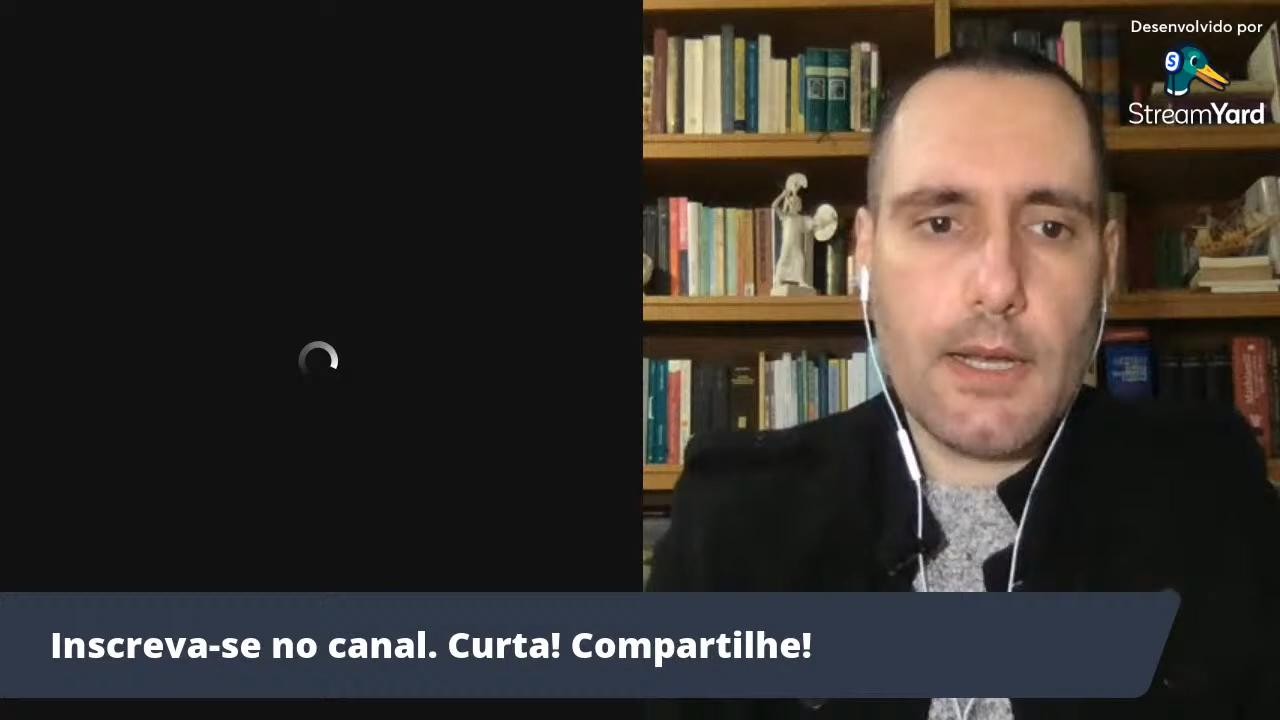 Desenvolvido por
S
StreamYard
Inscreva-se no canal. Curta! Compartilhe!